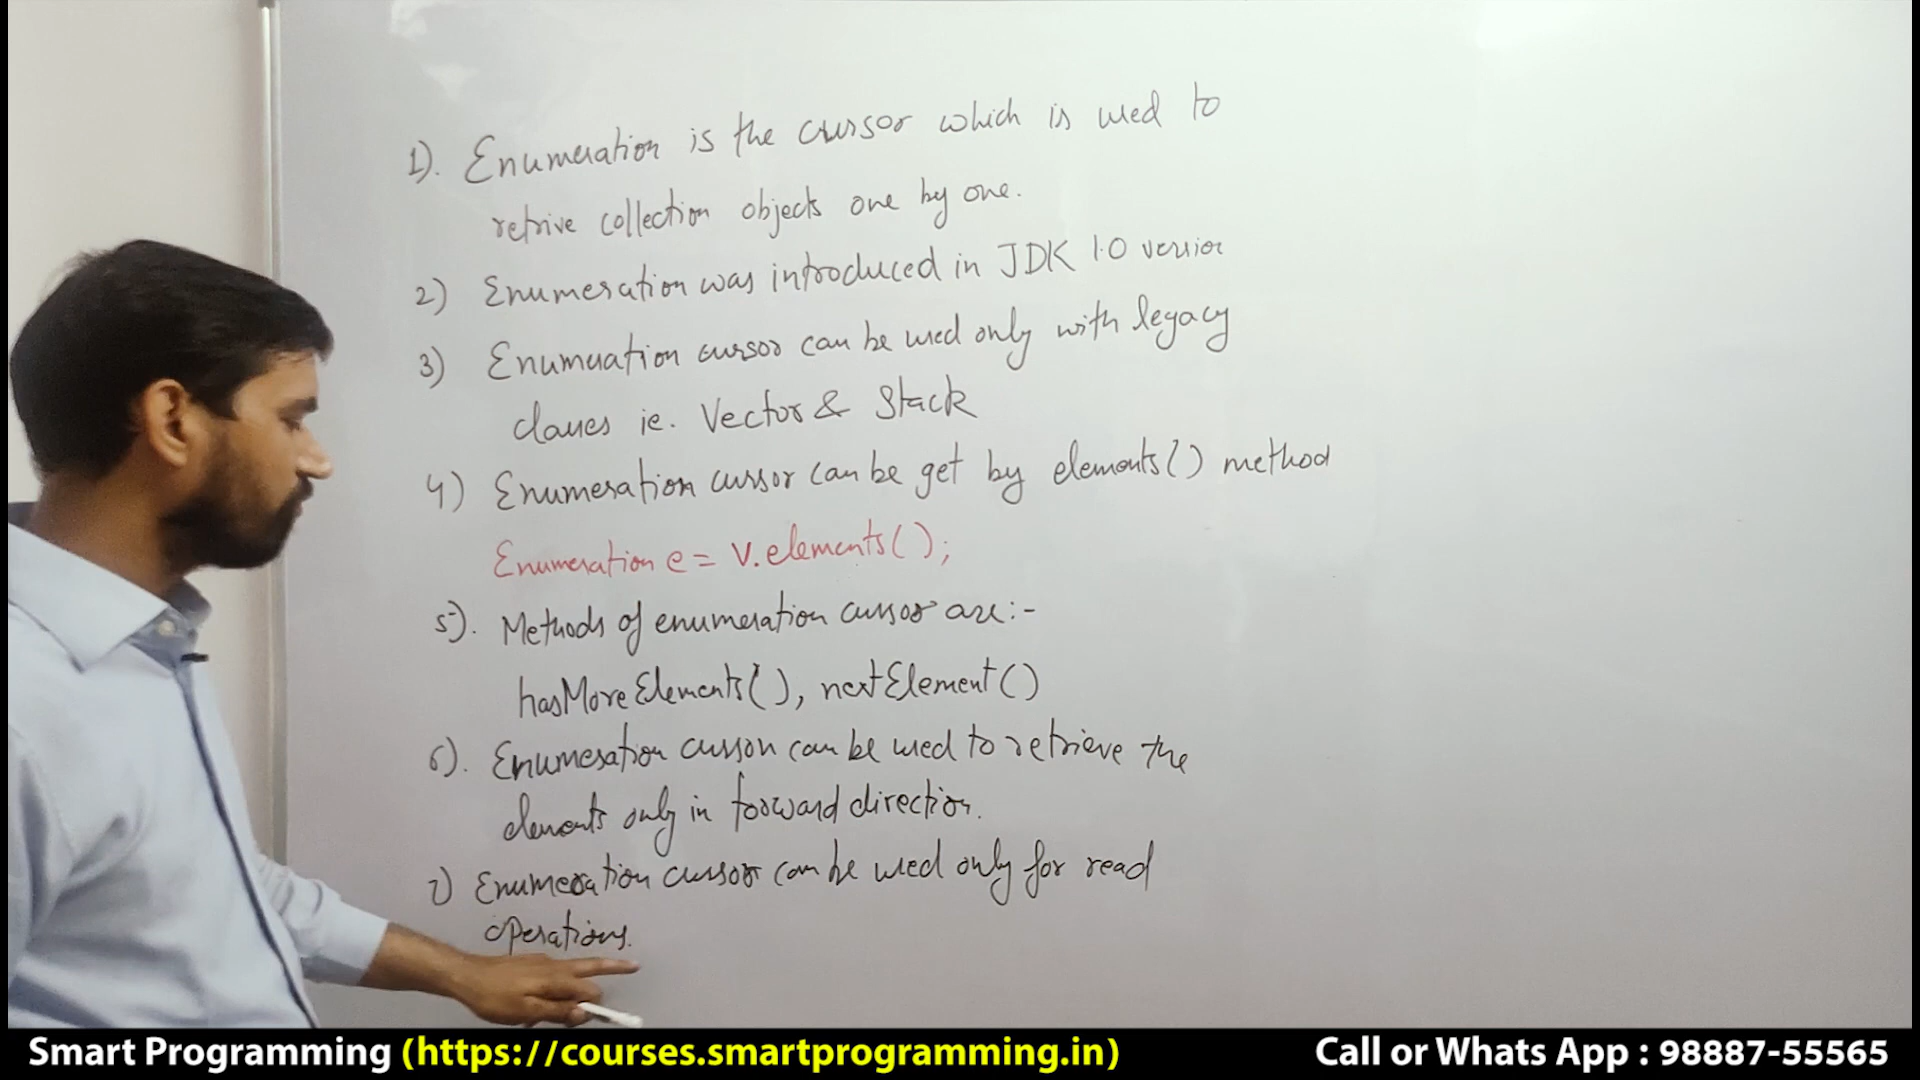 1). Enumeration is the cursor which is used to
retrive collection objects one by one.
2) Enumeration was introduced in JDK 1.0 version
3) Enumeration cursor can be used only with legacy
classes ie. Vector & Stack
4) Enumeration cursor can be get by elements() method
Enumeration e = v.elements();
5). Methods of enumeration cursor are:-
hasMoreElements(), nextElement()
6). Enumeration cursor can be used to retrieve the
elements only in forward direction.
7) Enumeration cursor can be used only for read
operations.
Smart Programming (https://courses.smartprogramming.in) Call or Whats App : 98887-55565